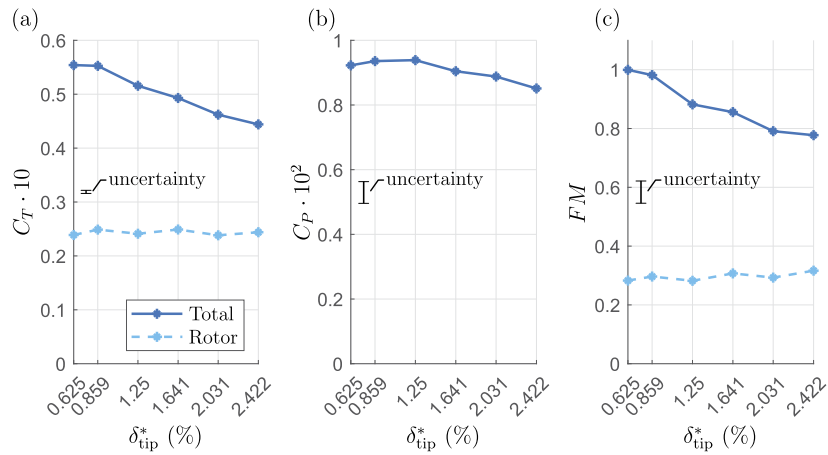 (a)
0.6
0.5
0.4
0.3
0.2
0.1
0
C_T · 10
uncertainty
Total
Rotor
0.625
0.859
1.25
1.641
2.031
2.422
δ*_tip (%)
(b)
1
0.8
0.6
0.4
0.2
0
C_P · 10²
uncertainty
0.625
0.859
1.25
1.641
2.031
2.422
δ*_tip (%)
(c)
1
0.8
0.6
0.4
0.2
0
FM
uncertainty
0.625
0.859
1.25
1.641
2.031
2.422
δ*_tip (%)